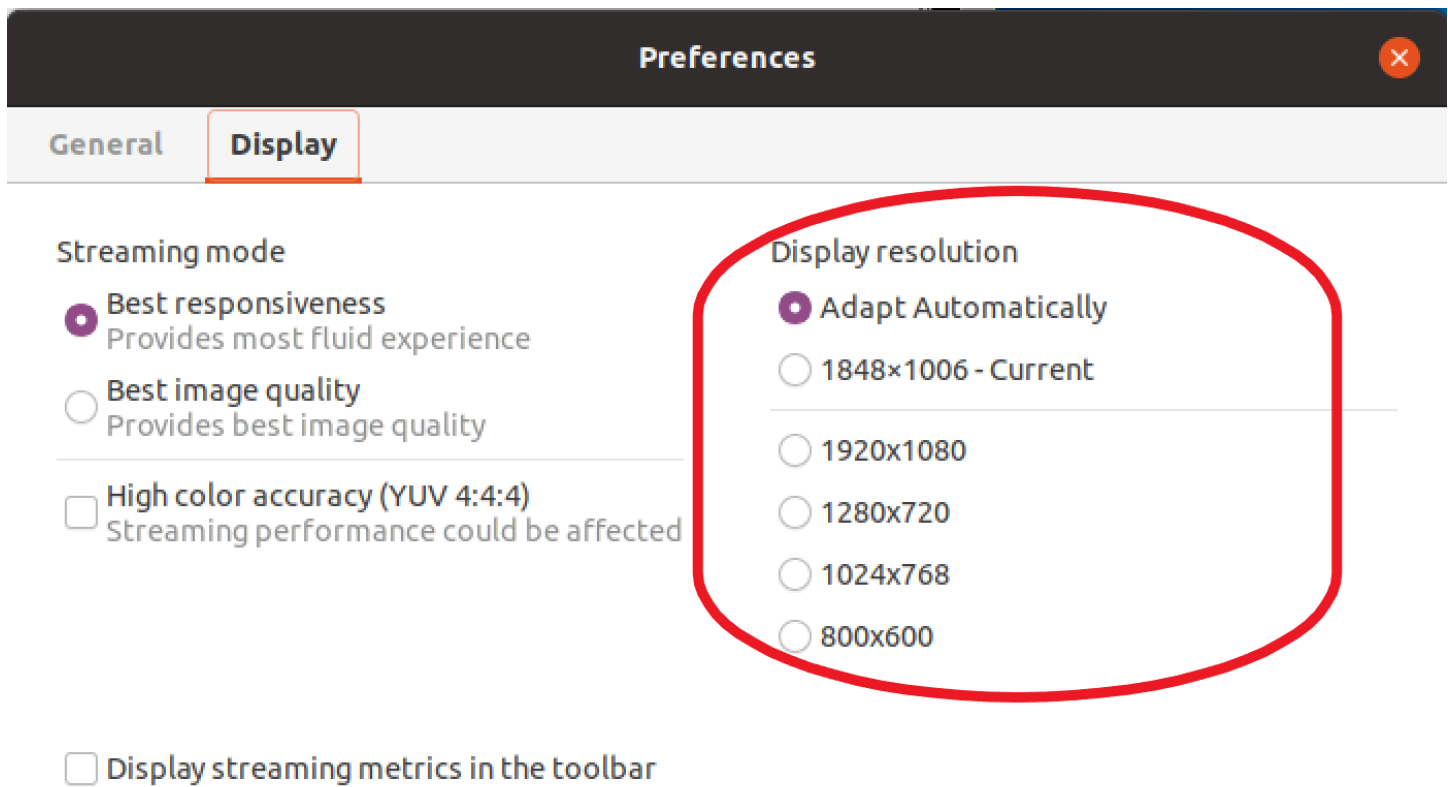 Preferences
General
Display
Streaming mode
Best responsiveness
Provides most fluid experience
Best image quality
Provides best image quality
High color accuracy (YUV 4:4:4)
Streaming performance could be affected
Display resolution
Adapt Automatically
1848×1006 - Current
1920x1080
1280x720
1024x768
800x600
Display streaming metrics in the toolbar